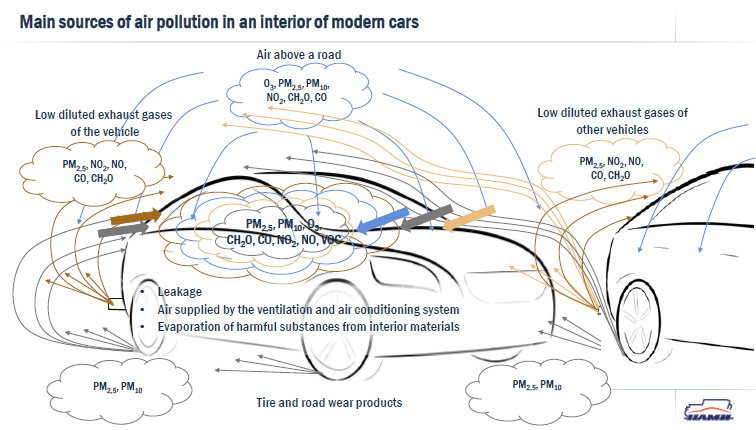 Main sources of air pollution in an interior of modern cars
Air above a road
O₃, PM₂.₅, PM₁₀,
NO₂, CH₂O, CO
Low diluted exhaust gases
of the vehicle
PM₂.₅, NO₂, NO,
CO, CH₂O
Low diluted exhaust gases of
other vehicles
PM₂.₅, NO₂, NO,
CO, CH₂O
PM₂.₅, PM₁₀, O₃,
CH₂O, CO, NO₂, NO, VOC
• Leakage
• Air supplied by the ventilation and air conditioning system
• Evaporation of harmful substances from interior materials
PM₂.₅, PM₁₀
Tire and road wear products
PM₂.₅, PM₁₀
НАМИ